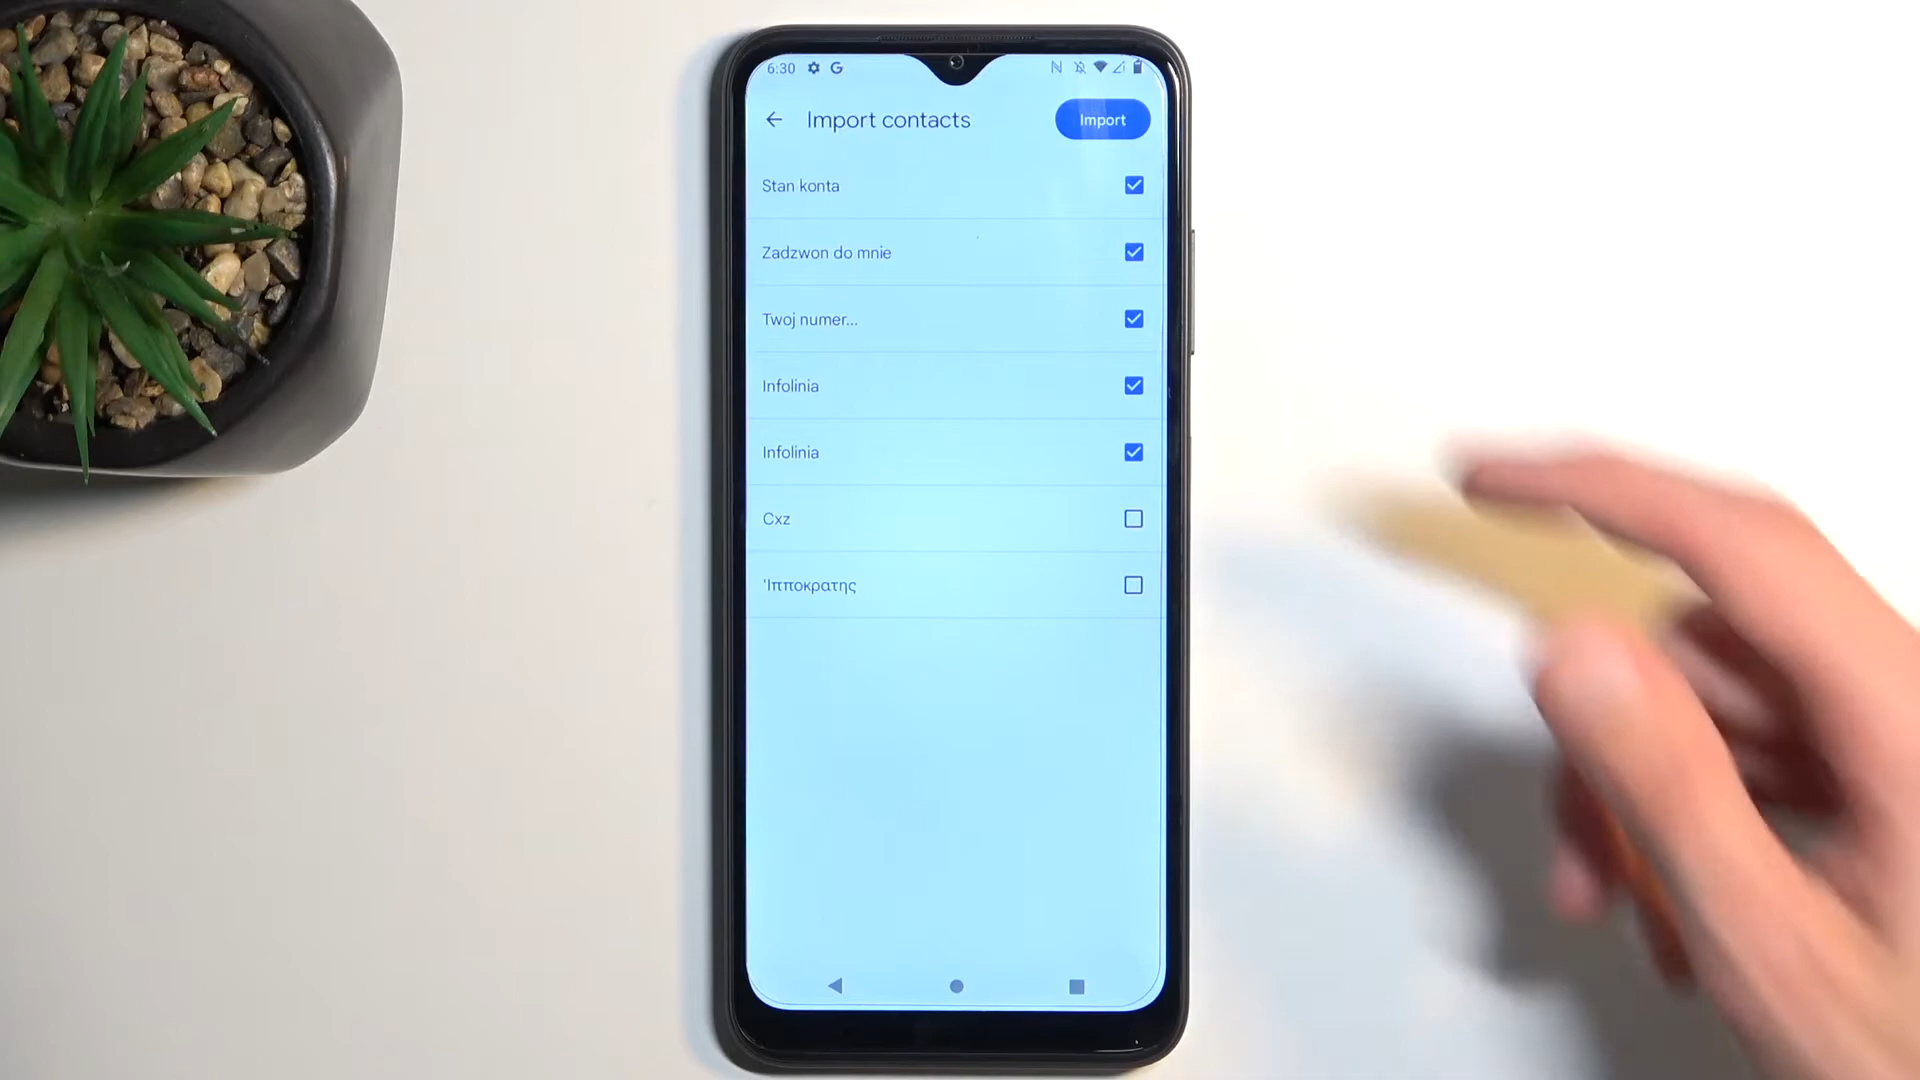 6:30
Import contacts
Import
Stan konta
Zadzwon do mnie
Twoj numer...
Infolinia
Infolinia
Cxz
'Ιπποκρατης